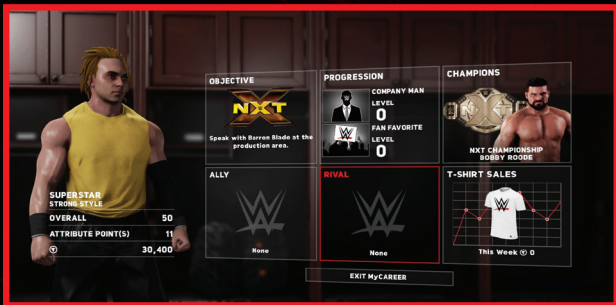 OBJECTIVE
NXT
Speak with Barren Blade at the
production area.
PROGRESSION
COMPANY MAN
LEVEL
0
FAN FAVORITE
LEVEL
0
CHAMPIONS
NXT
NXT CHAMPIONSHIP
BOBBY ROODE
ALLY
None
RIVAL
None
T-SHIRT SALES
This Week 0
SUPERSTAR
STRONG STYLE
OVERALL 50
ATTRIBUTE POINT(S) 11
30,400
EXIT MyCAREER